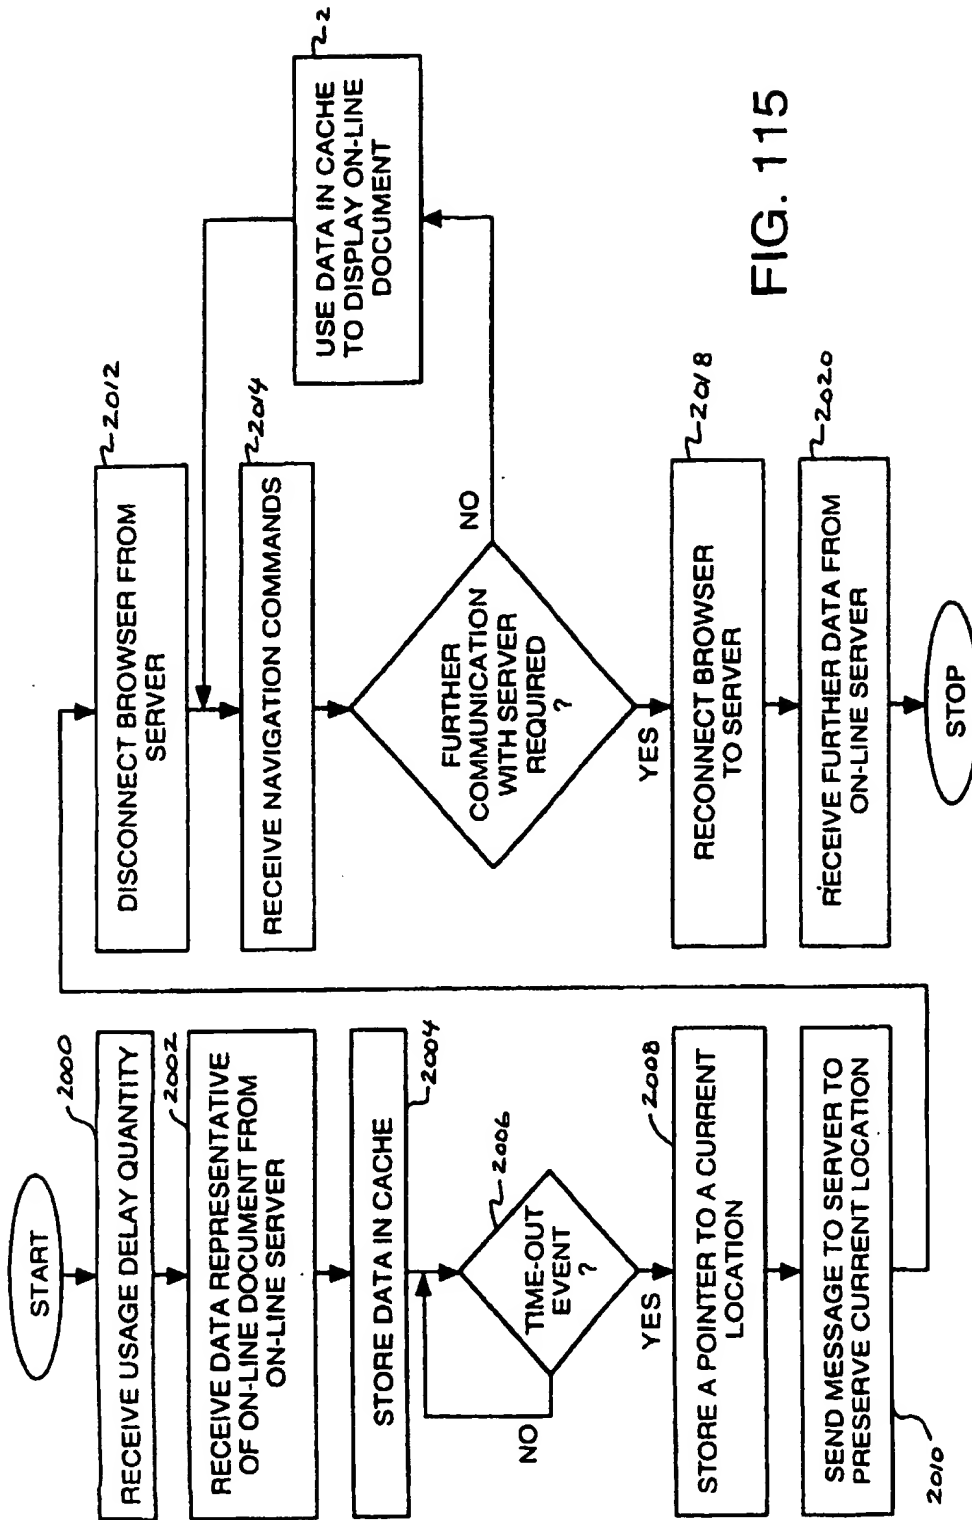 START
2000
RECEIVE USAGE DELAY QUANTITY
2002
RECEIVE DATA REPRESENTATIVE
OF ON-LINE DOCUMENT FROM
ON-LINE SERVER
2004
STORE DATA IN CACHE
2006
TIME-OUT
EVENT
?
NO
YES
2008
STORE A POINTER TO A CURRENT
LOCATION
SEND MESSAGE TO SERVER TO
PRESERVE CURRENT LOCATION
2010
2012
DISCONNECT BROWSER FROM
SERVER
2014
RECEIVE NAVIGATION COMMANDS
FURTHER
COMMUNICATION
WITH SERVER
REQUIRED
?
NO
YES
2-2
USE DATA IN CACHE
TO DISPLAY ON-LINE
DOCUMENT
2018
RECONNECT BROWSER
TO SERVER
2020
RECEIVE FURTHER DATA FROM
ON-LINE SERVER
STOP
FIG. 115